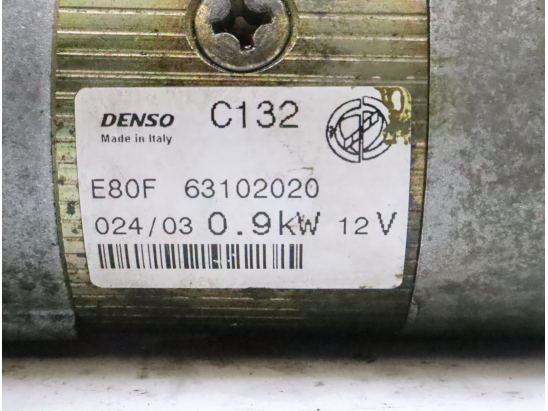 DENSO C132
Made in Italy
E80F 63102020
024/03 0.9kW 12V